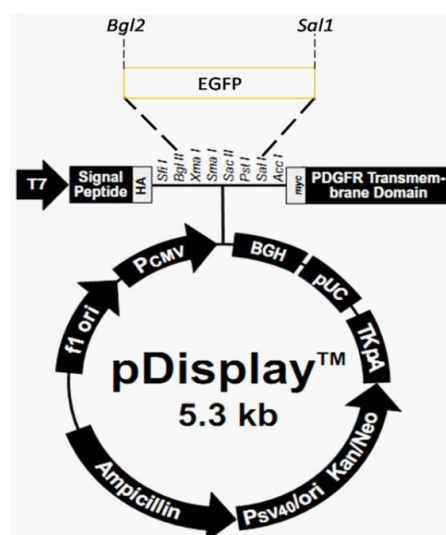 Bgl2 Sal1
EGFP
Sfi I
Bgl II
Xma I
Sma I
Sac II
Pst I
Sal I
Acc I
T7
Signal
Peptide
HA
myc
PDGFR Transmem-
brane Domain
PCMV
BGH
pUC
f1 ori
TKpA
pDisplay™
5.3 kb
Ampicillin
PSV40/ori
Kan/Neo